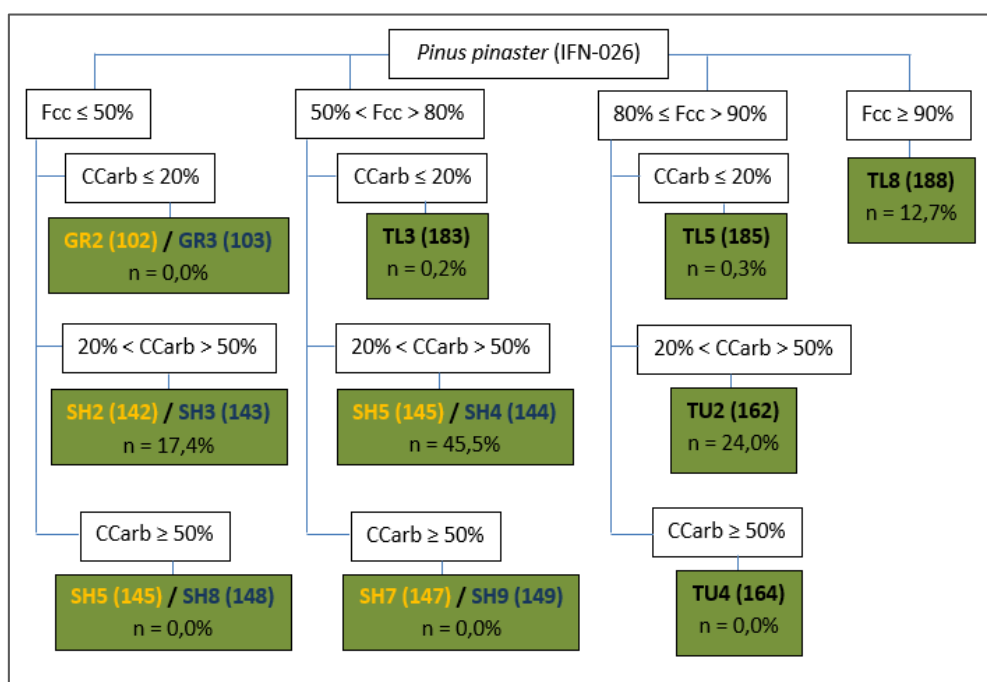 Pinus pinaster (IFN-026)
Fcc ≤ 50%
50% < Fcc > 80%
80% ≤ Fcc > 90%
Fcc ≥ 90%
CCarb ≤ 20%
CCarb ≤ 20%
CCarb ≤ 20%
TL8 (188)
n = 12,7%
GR2 (102) / GR3 (103)
n = 0,0%
TL3 (183)
n = 0,2%
TL5 (185)
n = 0,3%
20% < CCarb > 50%
20% < CCarb > 50%
20% < CCarb > 50%
SH2 (142) / SH3 (143)
n = 17,4%
SH5 (145) / SH4 (144)
n = 45,5%
TU2 (162)
n = 24,0%
CCarb ≥ 50%
CCarb ≥ 50%
CCarb ≥ 50%
SH5 (145) / SH8 (148)
n = 0,0%
SH7 (147) / SH9 (149)
n = 0,0%
TU4 (164)
n = 0,0%